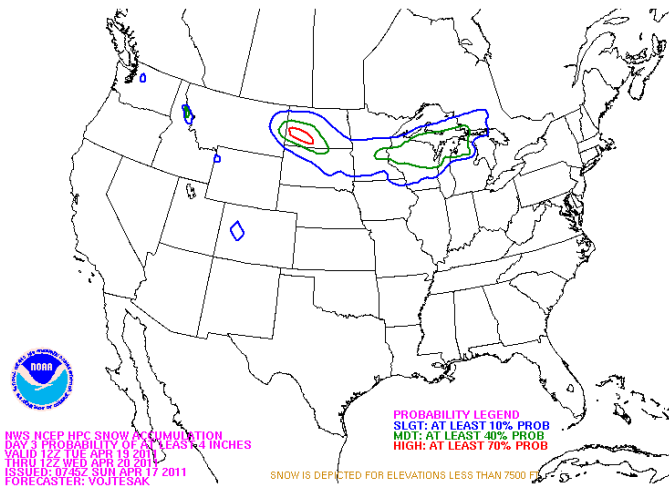 NOAA
PROBABILITY LEGEND
SLGT: AT LEAST 10% PROB
MDT: AT LEAST 40% PROB
HIGH: AT LEAST 70% PROB
NWS NCEP HPC SNOW ACCUMULATION
DAY 3 PROBABILITY OF AT LEAST 4 INCHES
VALID 12Z TUE APR 19 2011
THRU 12Z WED APR 20 2011
ISSUED: 0745Z SUN APR 17 2011
FORECASTER: VOJTESAK
SNOW IS DEPICTED FOR ELEVATIONS LESS THAN 7500 FT